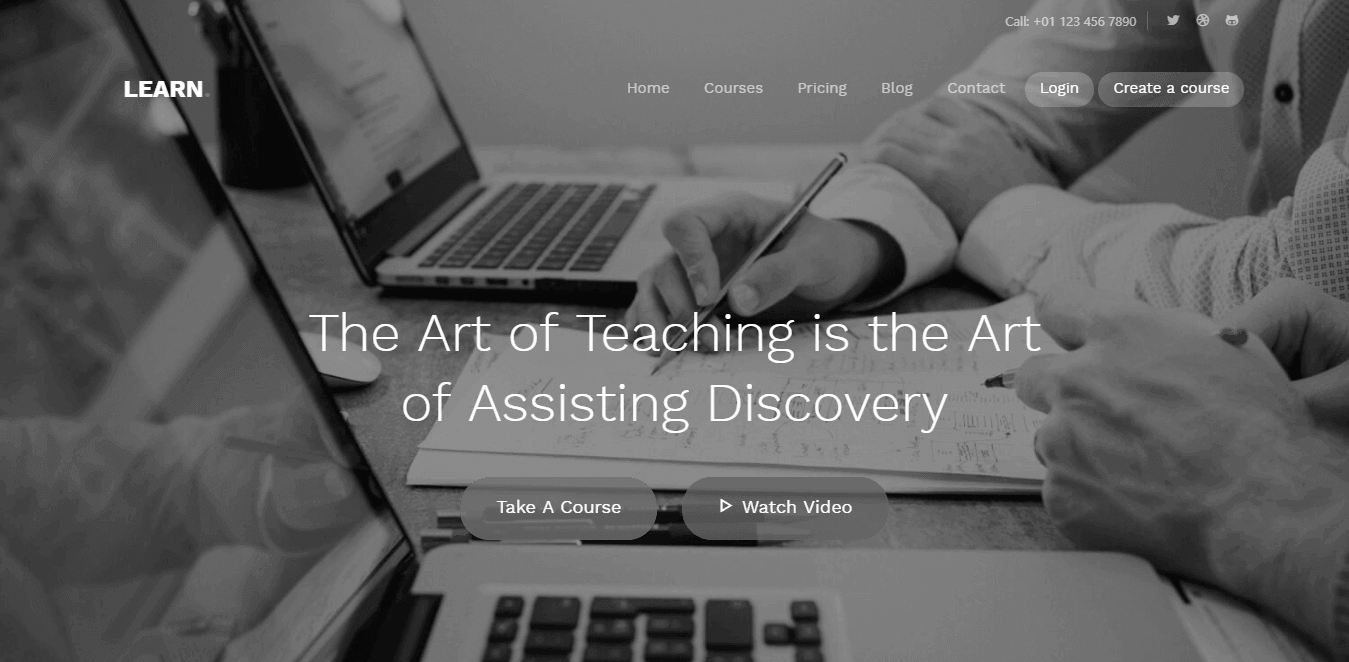 Call: +01 123 456 7890
LEARN.
Home Courses Pricing Blog Contact Login Create a course
The Art of Teaching is the Art
of Assisting Discovery
Take A Course Watch Video